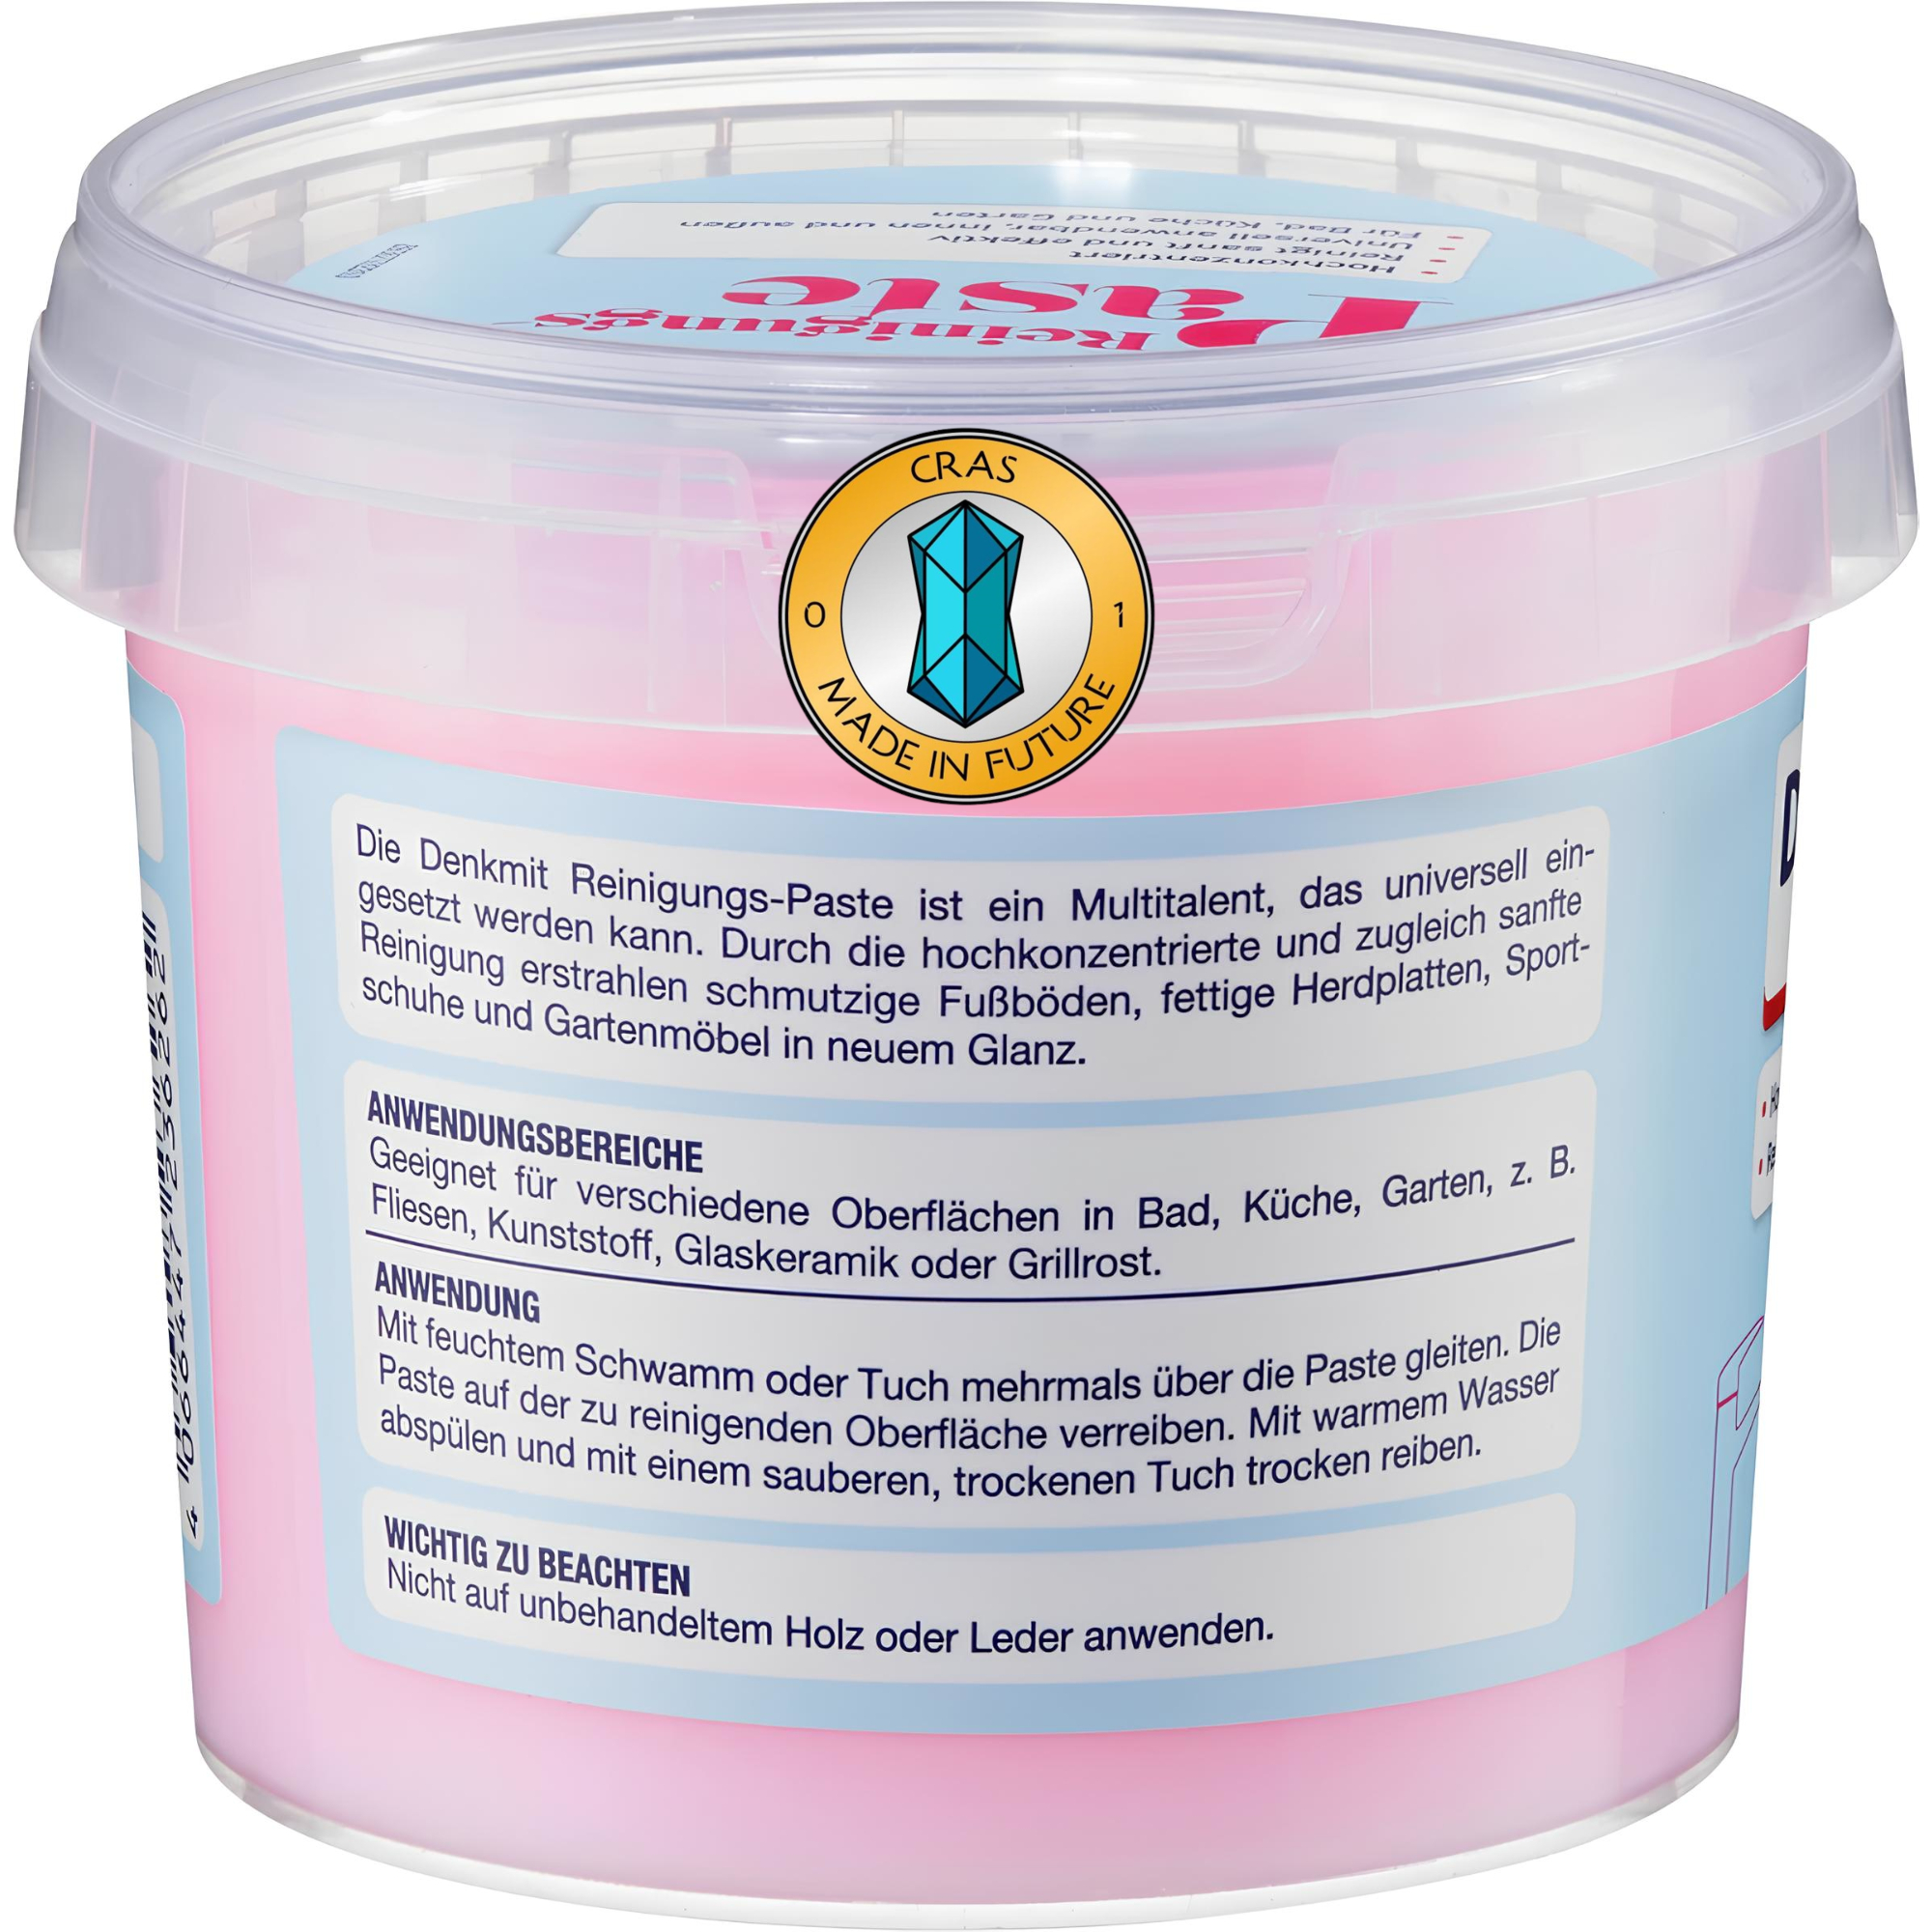 Hochkonzentriert
Reinigt sanft und effektiv
Universell anwendbar, innen und außen
Für Bad, Küche und Garten
Reinigungs-
Paste
CRAS
0 1
MADE IN FUTURE
Die Denkmit Reinigungs-Paste ist ein Multitalent, das universell ein-
gesetzt werden kann. Durch die hochkonzentrierte und zugleich sanfte
Reinigung erstrahlen schmutzige Fußböden, fettige Herdplatten, Sport-
schuhe und Gartenmöbel in neuem Glanz.
ANWENDUNGSBEREICHE
Geeignet für verschiedene Oberflächen in Bad, Küche, Garten, z. B.
Fliesen, Kunststoff, Glaskeramik oder Grillrost.
ANWENDUNG
Mit feuchtem Schwamm oder Tuch mehrmals über die Paste gleiten. Die
Paste auf der zu reinigenden Oberfläche verreiben. Mit warmem Wasser
abspülen und mit einem sauberen, trockenen Tuch trocken reiben.
WICHTIG ZU BEACHTEN
Nicht auf unbehandeltem Holz oder Leder anwenden.